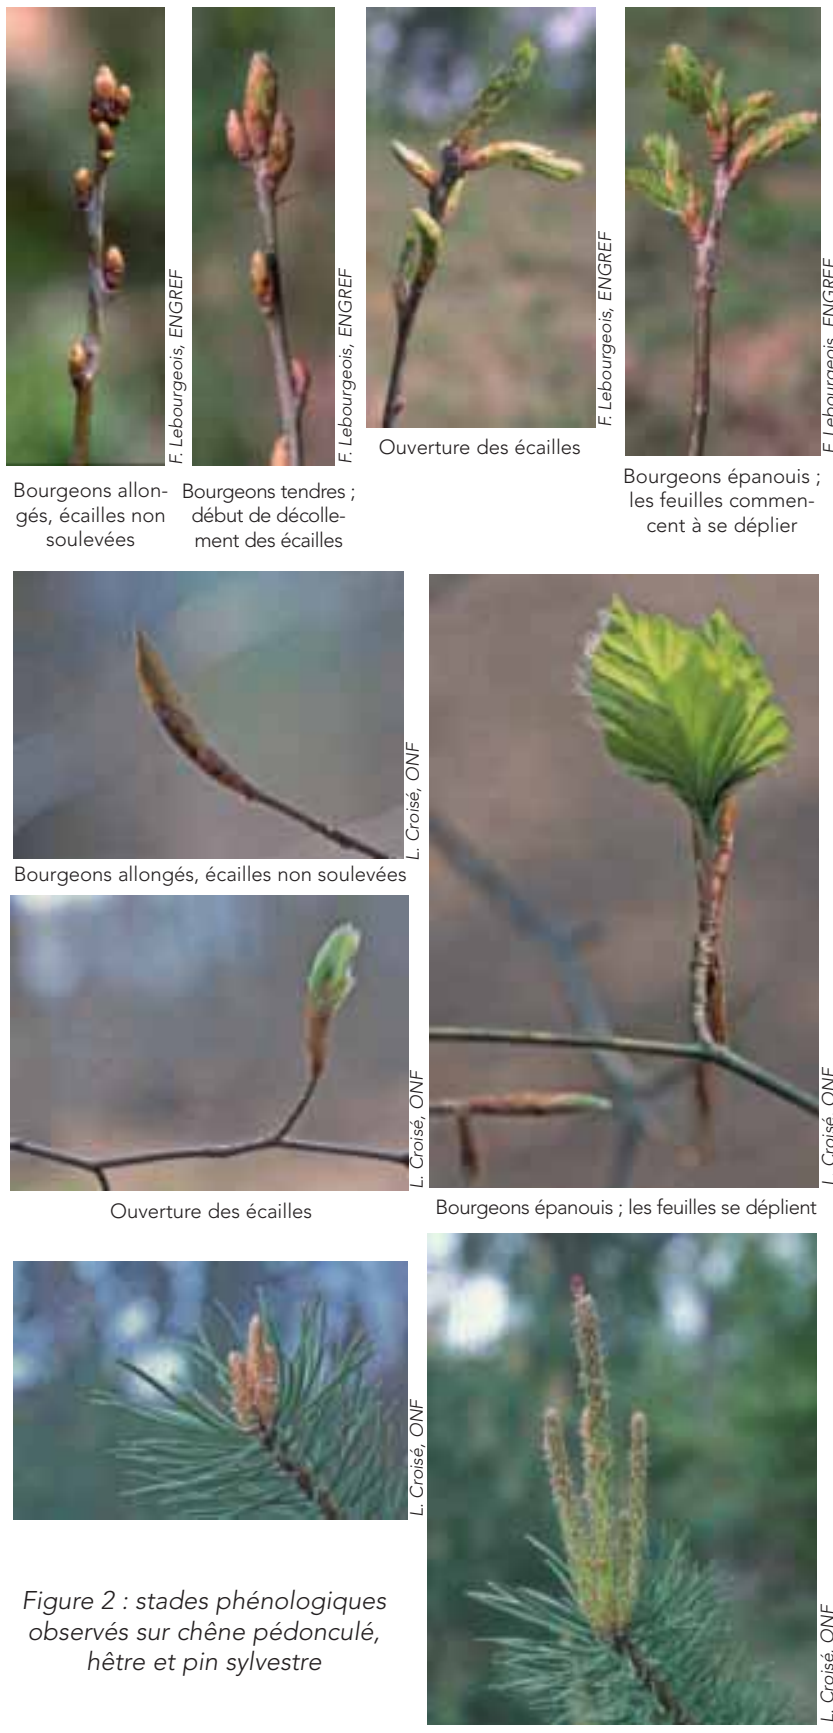 F. Lebourgeois, ENGREF
F. Lebourgeois, ENGREF
F. Lebourgeois, ENGREF
F. Lebourgeois, ENGREF
Bourgeons allon-
gés, écailles non
soulevées
Bourgeons tendres ;
début de décolle-
ment des écailles
Ouverture des écailles
Bourgeons épanouis ;
les feuilles commen-
cent à se déplier
L. Croisé, ONF
Bourgeons allongés, écailles non soulevées
L. Croisé, ONF
Ouverture des écailles
L. Croisé, ONF
Bourgeons épanouis ; les feuilles se déplient
L. Croisé, ONF
Figure 2 : stades phénologiques
observés sur chêne pédonculé,
hêtre et pin sylvestre
L. Croisé, ONF